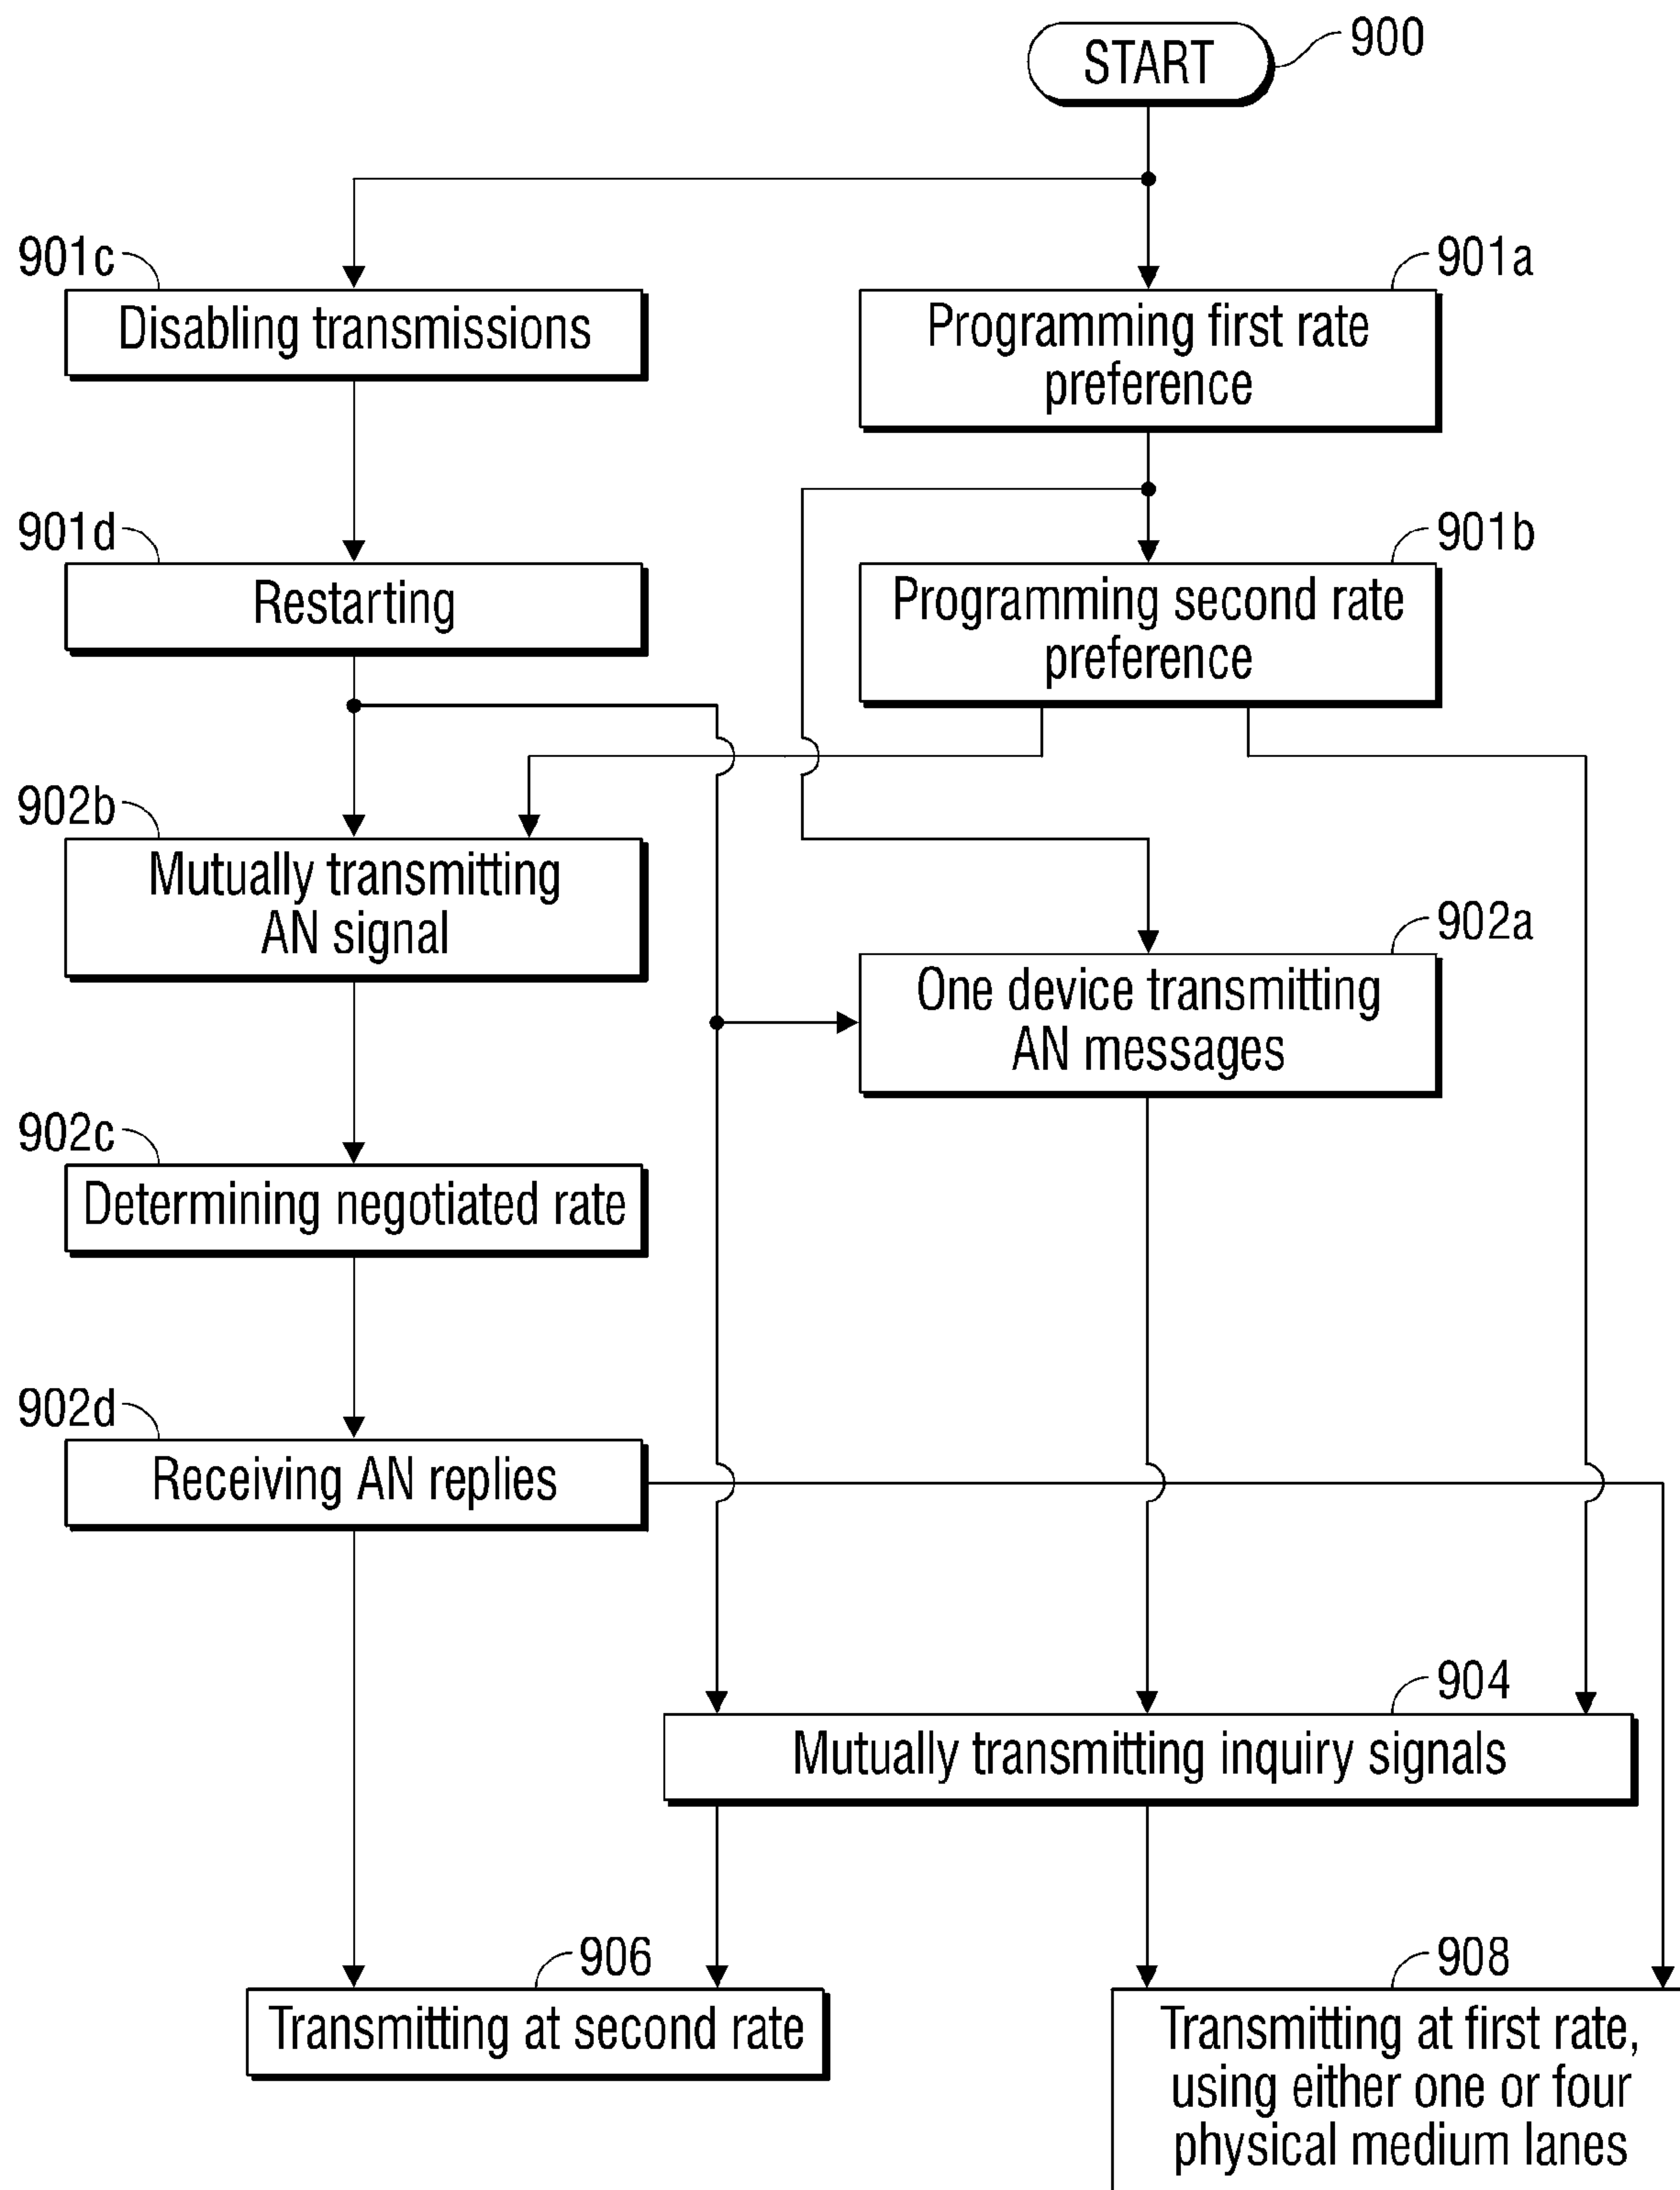 START
900
901c
Disabling transmissions
901a
Programming first rate
preference
901d
Restarting
901b
Programming second rate
preference
902b
Mutually transmitting
AN signal
902a
One device transmitting
AN messages
902c
Determining negotiated rate
902d
Receiving AN replies
904
Mutually transmitting inquiry signals
906
Transmitting at second rate
908
Transmitting at first rate,
using either one or four
physical medium lanes